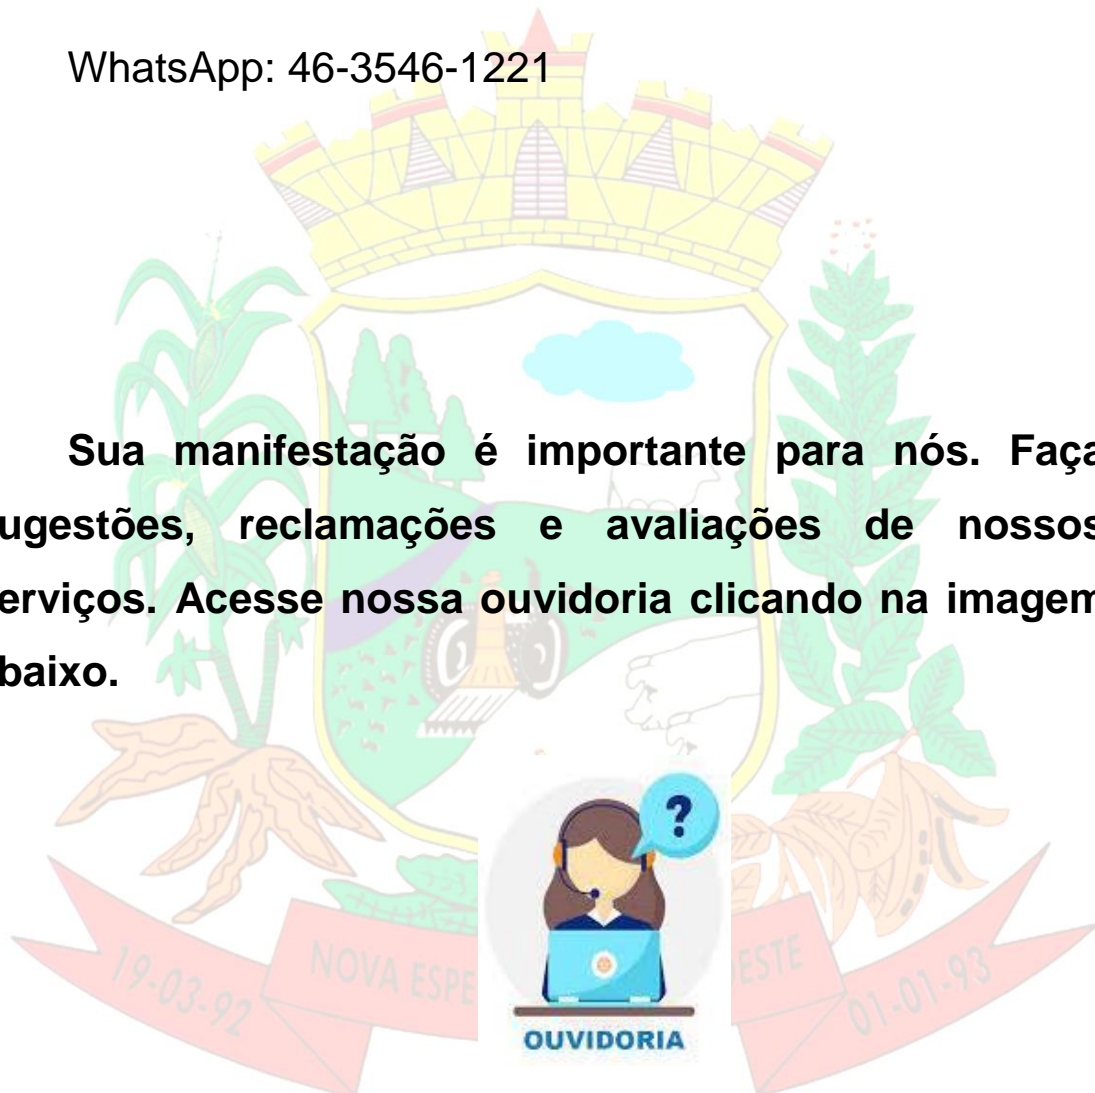 WhatsApp: 46-3546-1221
Sua manifestação é importante para nós. Faça
ugestões, reclamações e avaliações de nossos
erviços. Acesse nossa ouvidoria clicando na imagem
baixo.
?
19-03-92
NOVA ESPE
ESTE
01-01-93
OUVIDORIA